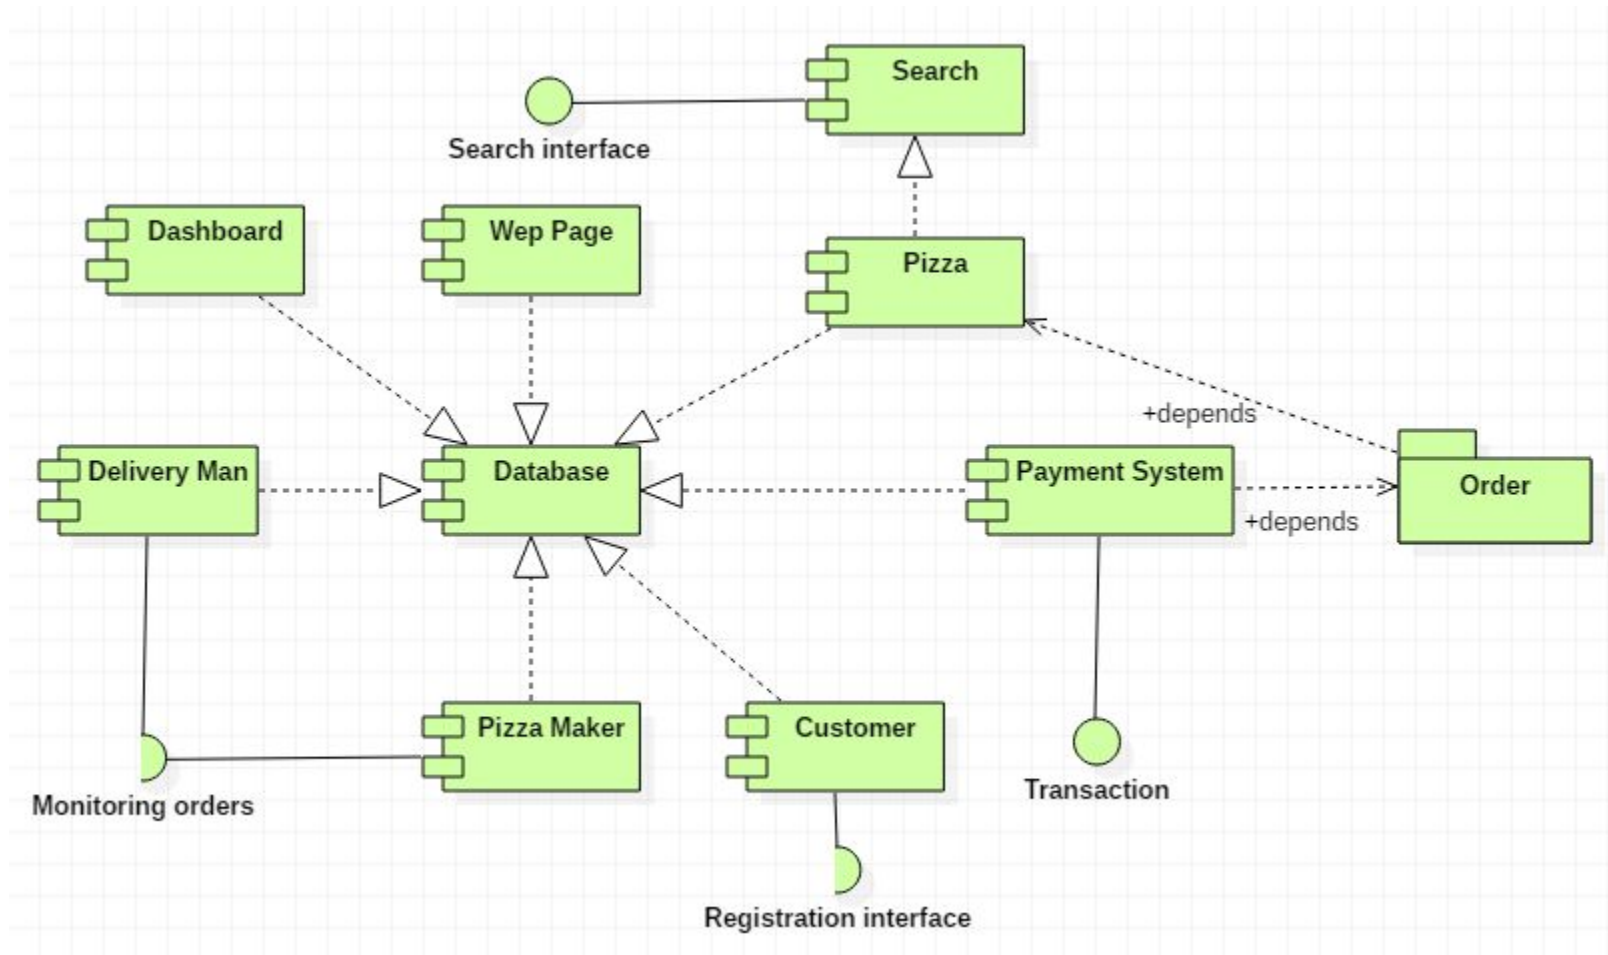 Search
Search interface
Dashboard
Wep Page
Pizza
+depends
Delivery Man
Database
Payment System
Order
+depends
Pizza Maker
Customer
Transaction
Monitoring orders
Registration interface